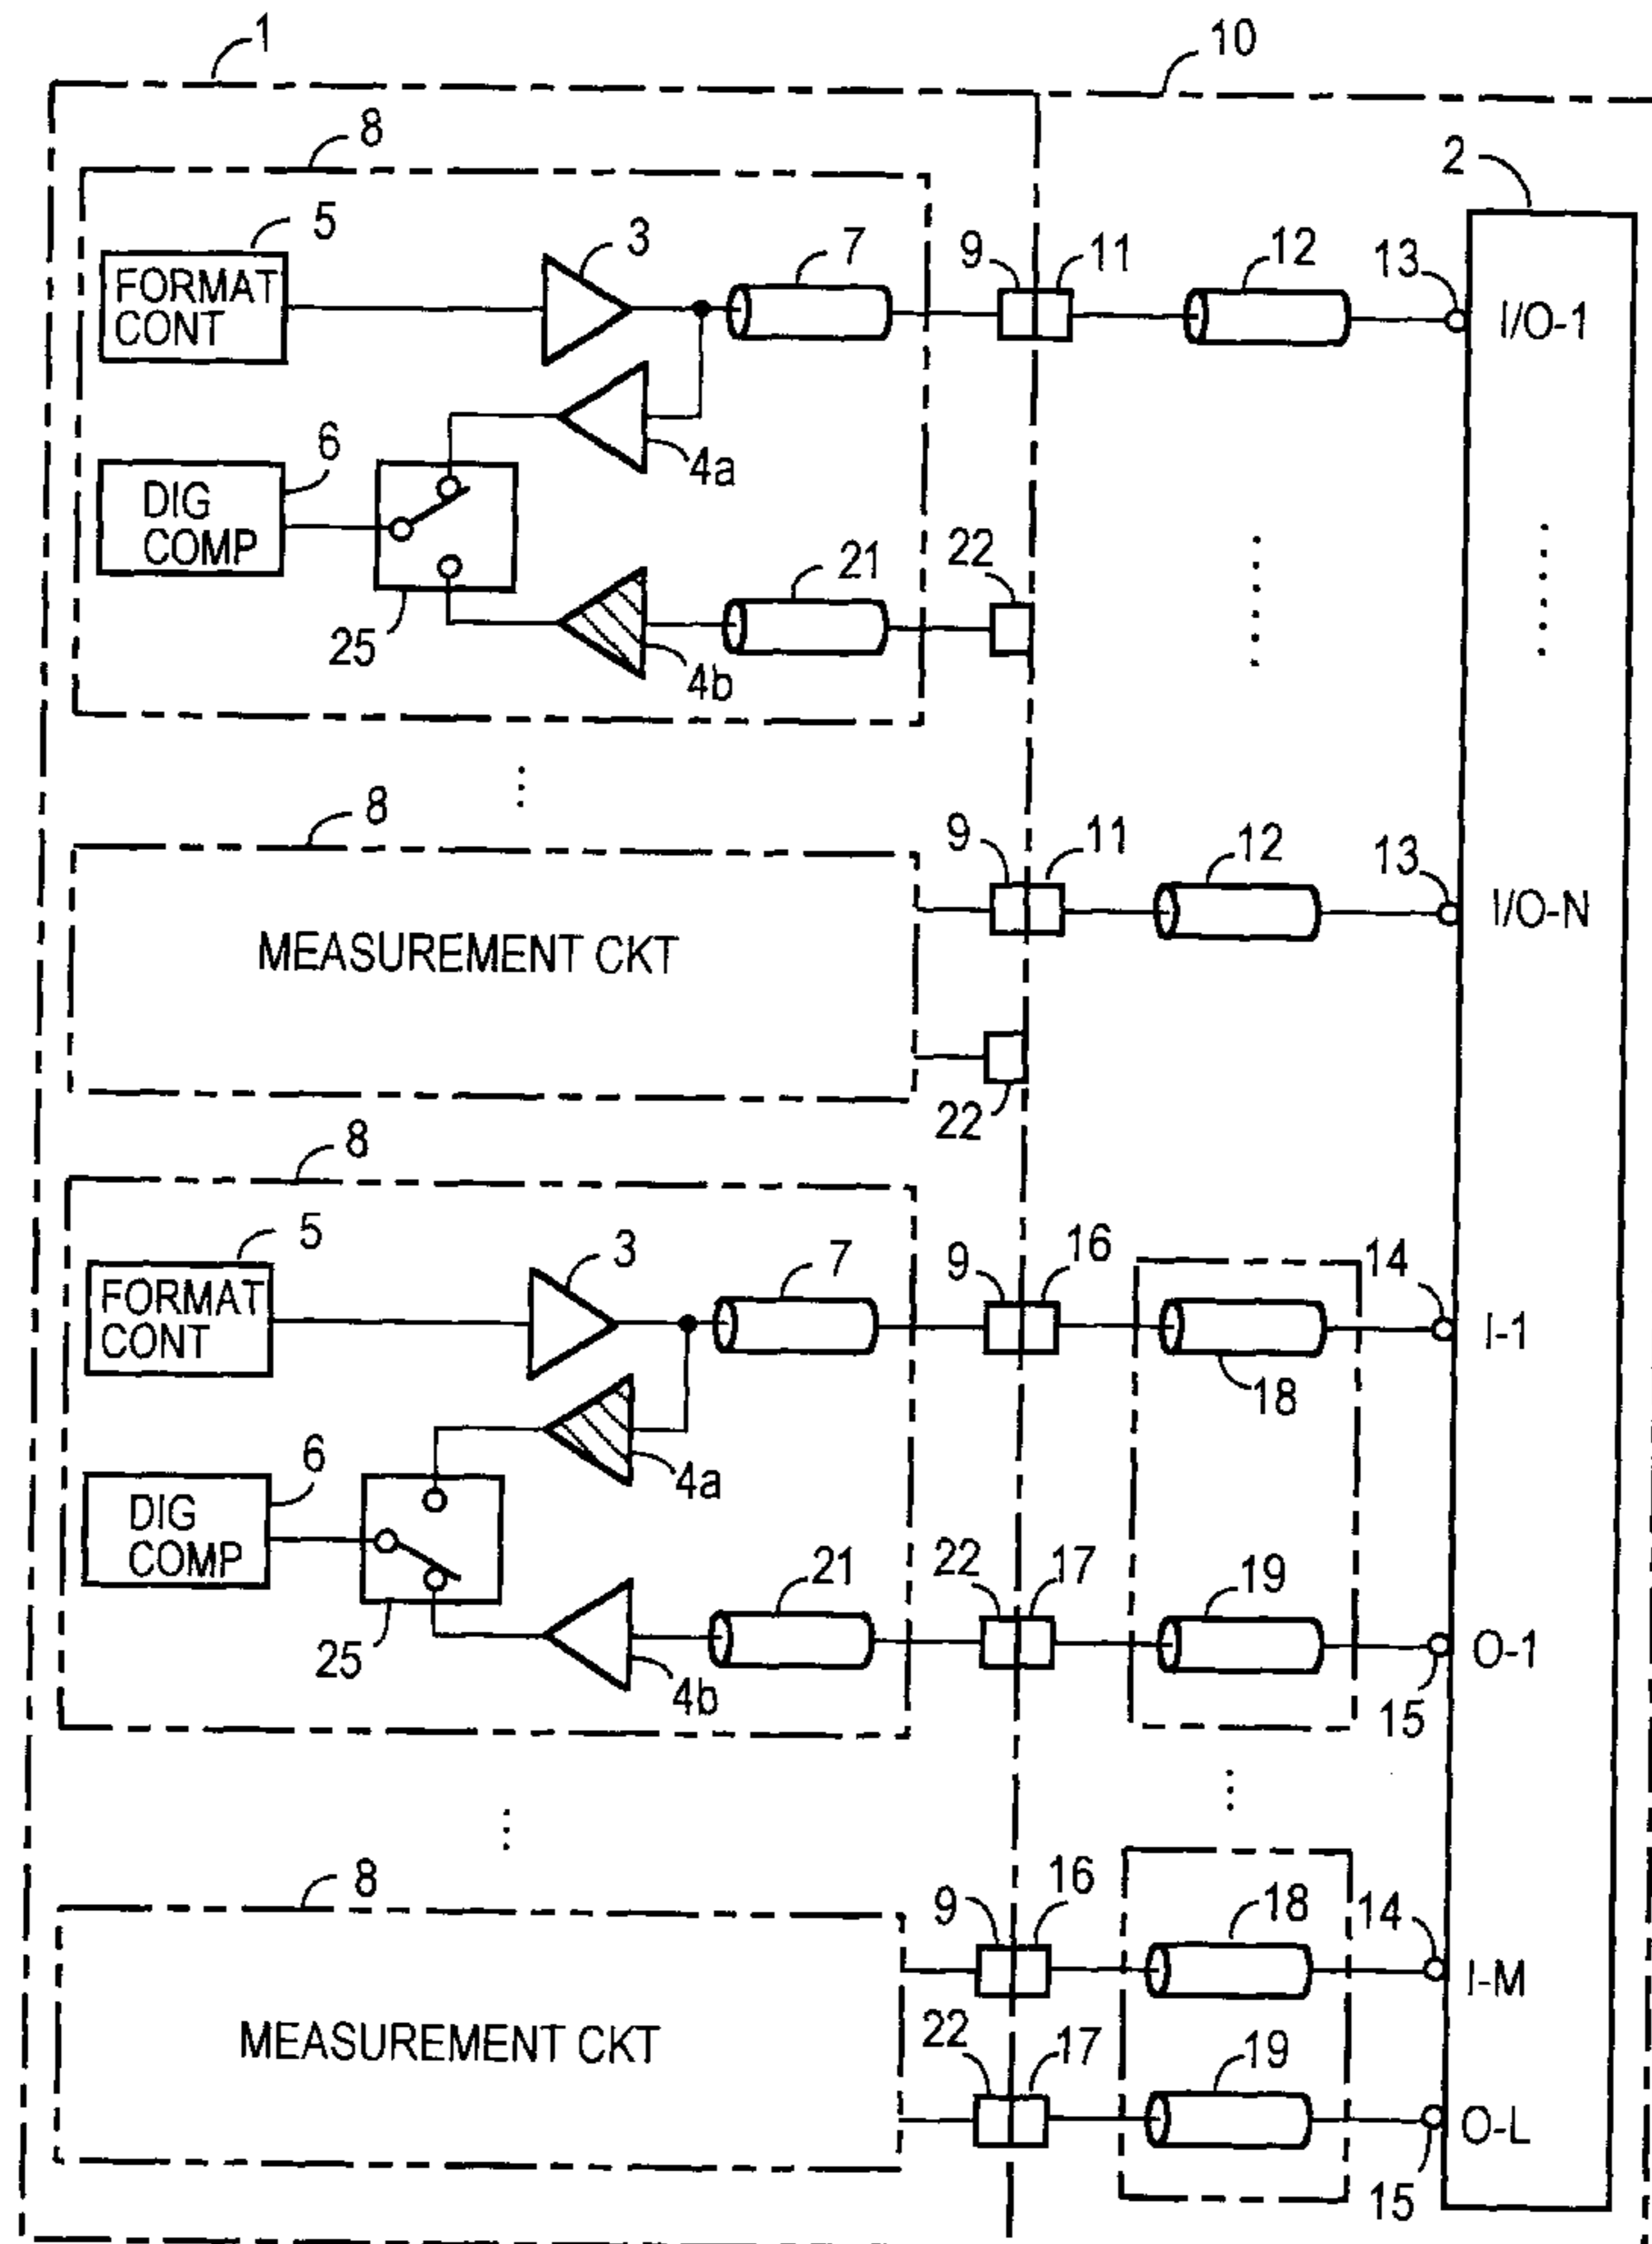 1
10
8
2
5
3
7
9
11
12
13
FORMAT
CONT
I/O-1
6
4a
DIG
COMP
21
22
25
4b
8
9
11
12
13
I/O-N
MEASUREMENT CKT
22
8
5
3
7
9
16
14
FORMAT
CONT
I-1
18
6
4a
DIG
COMP
21
22
17
19
O-1
25
4b
15
8
9
16
18
14
I-M
MEASUREMENT CKT
22
17
19
O-L
15